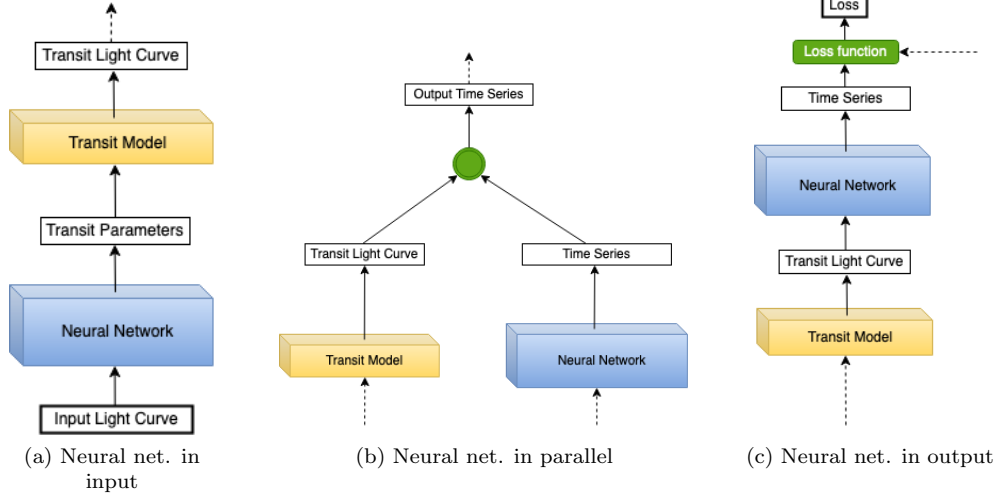 Transit Light Curve
Transit Model
Transit Parameters
Neural Network
Input Light Curve
(a) Neural net. in
input
Output Time Series
Transit Light Curve
Time Series
Transit Model
Neural Network
(b) Neural net. in parallel
Loss
Loss function
Time Series
Neural Network
Transit Light Curve
Transit Model
(c) Neural net. in output